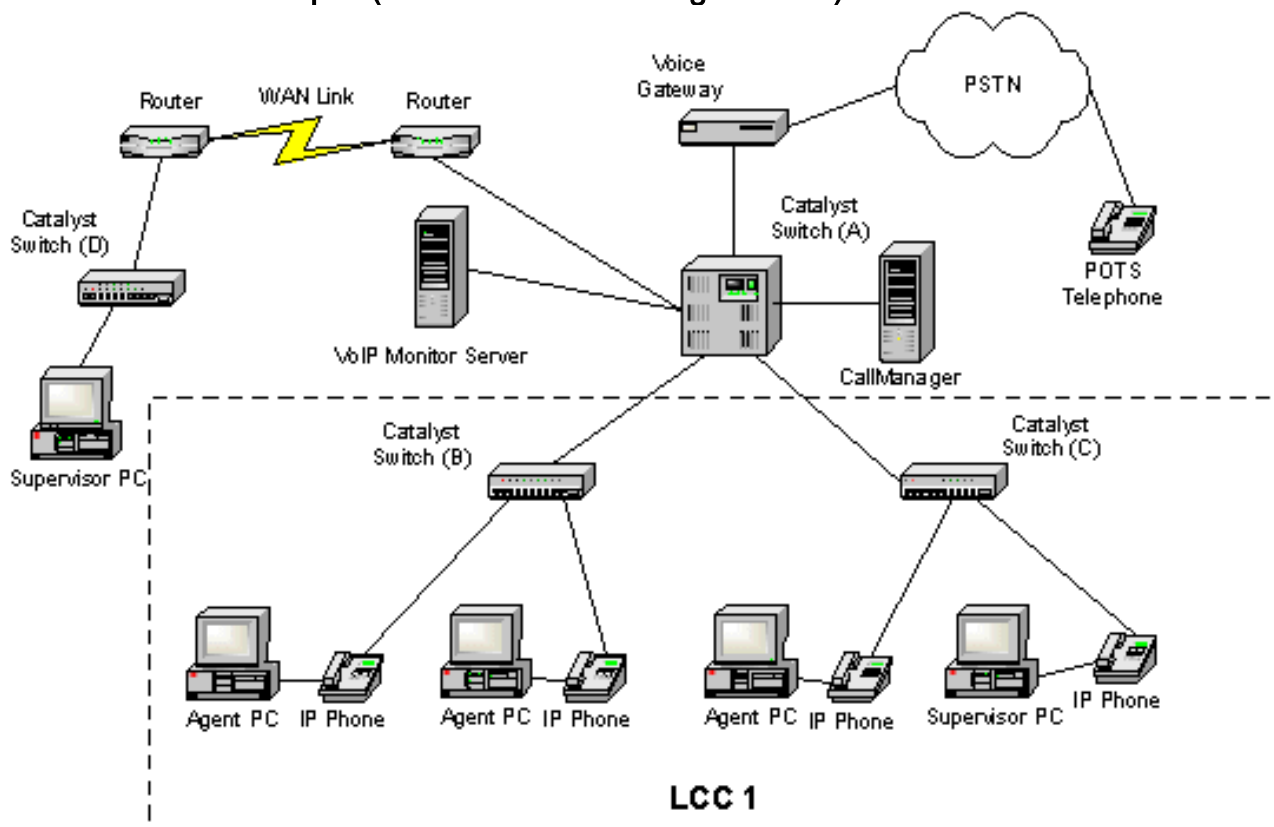 Voice
Gateway
PSTN
Router
WAN Link
Router
Catalyst
Switch (D)
Catalyst
Switch (A)
POTS
Telephone
VoIP Monitor Server
CallManager
Supervisor PC
Catalyst
Switch (B)
Catalyst
Switch (C)
Agent PC
IP Phone
Agent PC
IP Phone
Agent PC
IP Phone
Supervisor PC
IP Phone
LCC 1